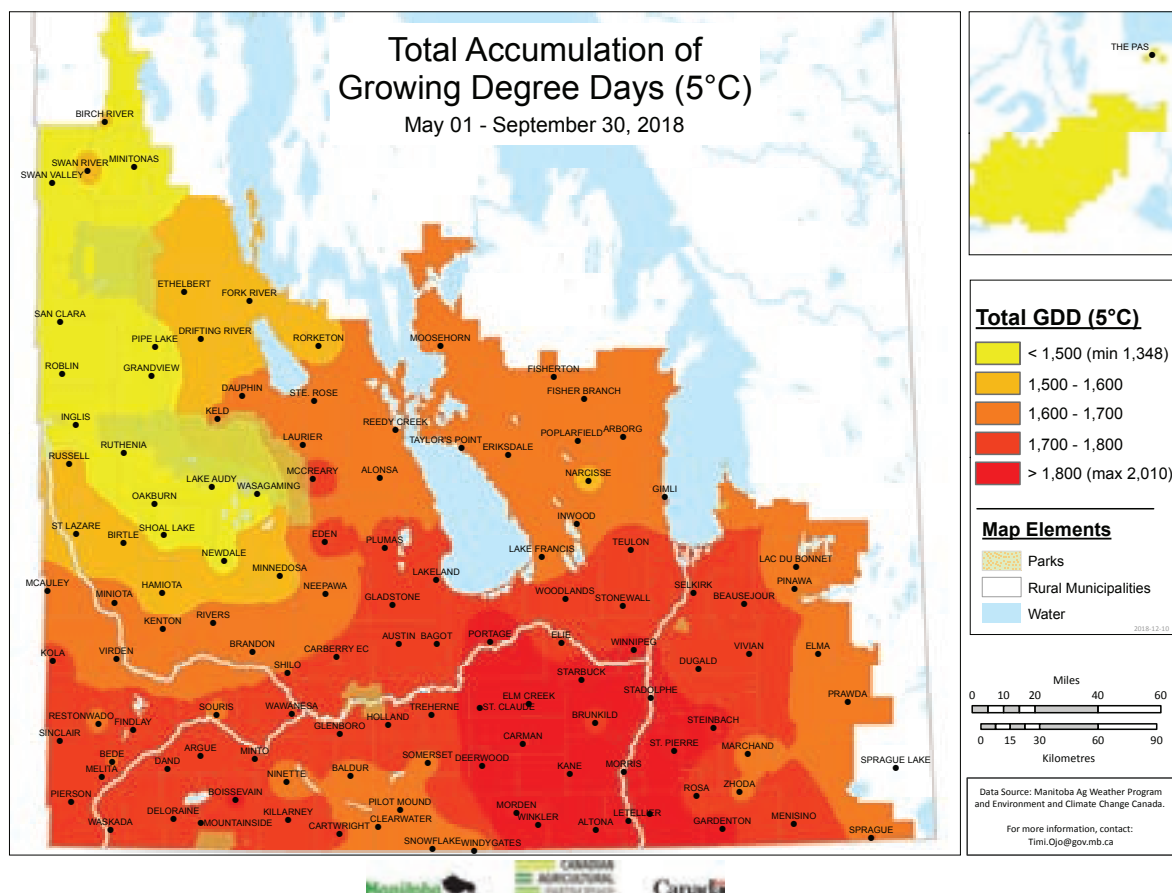 Total Accumulation of
Growing Degree Days (5°C)
May 01 - September 30, 2018
THE PAS
BIRCH RIVER
SWAN RIVER
MINITONAS
SWAN VALLEY
ETHELBERT
FORK RIVER
SAN CLARA
DRIFTING RIVER
PIPE LAKE
RORKETON
MOOSEHORN
ROBLIN
GRANDVIEW
FISHERTON
DAUPHIN
STE. ROSE
FISHER BRANCH
KELD
INGLIS
REEDY CREEK
LAURIER
TAYLOR'S POINT
POPLARFIELD
ARBORG
RUTHENIA
ERIKSDALE
RUSSELL
MCCREARY
ALONSA
NARCISSE
LAKE AUDY
WASAGAMING
GIMLI
OAKBURN
INWOOD
ST LAZARE
BIRTLE
SHOAL LAKE
EDEN
PLUMAS
TEULON
NEWDALE
LAKE FRANCIS
LAC DU BONNET
MINNEDOSA
LAKELAND
MCAULEY
HAMIOTA
NEEPAWA
SELKIRK
PINAWA
MINIOTA
GLADSTONE
WOODLANDS
STONEWALL
BEAUSEJOUR
KENTON
RIVERS
BRANDON
AUSTIN
BAGOT
PORTAGE
ELIE
WINNIPEG
KOLA
VIRDEN
SHILO
CARBERRY EC
DUGALD
VIVIAN
ELMA
STARBUCK
STADOLPHE
PRAWDA
ELM CREEK
ST. CLAUDE
RESTONWADO
FINDLAY
SOURIS
WAWANESA
TREHERNE
GLENBORO
HOLLAND
BRUNKILD
STEINBACH
SINCLAIR
CARMAN
BEDE
ARGUE
MINTO
ST. PIERRE
MARCHAND
MELITA
DAND
BALDUR
SOMERSET
DEERWOOD
KANE
MORRIS
SPRAGUE LAKE
NINETTE
PIERSON
BOISSEVAIN
ROSA
ZHODA
DELORAINE
KILLARNEY
PILOT MOUND
MORDEN
WASKADA
MOUNTAINSIDE
CARTWRIGHT
CLEARWATER
WINKLER
ALTONA
LETELLIER
GARDENTON
MENISINO
SNOWFLAKE
WINDYGATES
SPRAGUE
Total GDD (5°C)
< 1,500 (min 1,348)
1,500 - 1,600
1,600 - 1,700
1,700 - 1,800
> 1,800 (max 2,010)
Map Elements
Parks
Rural Municipalities
Water
2018-12-10
Miles
0 5 10 20 40 60
0 15 30 60 90
Kilometres
Data Source: Manitoba Ag Weather Program
and Environment and Climate Change Canada.
For more information, contact:
Timi.Ojo@gov.mb.ca
Manitoba
CANADIAN
AGRICULTURAL
PARTNERSHIP
Canada